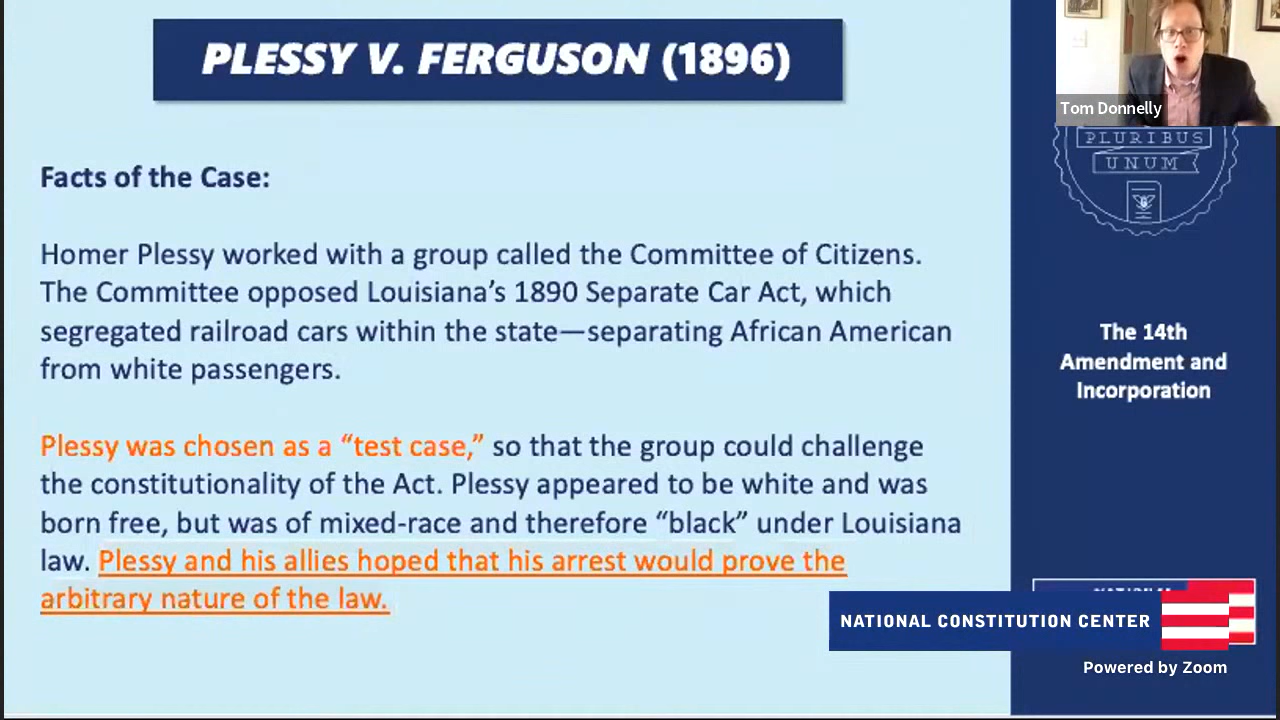 PLESSY V. FERGUSON (1896)
Tom Donnelly
PLURIBUS
UNUM
Facts of the Case:
Homer Plessy worked with a group called the Committee of Citizens.
The Committee opposed Louisiana’s 1890 Separate Car Act, which
segregated railroad cars within the state—separating African American
from white passengers.
The 14th
Amendment and
Incorporation
Plessy was chosen as a “test case,” so that the group could challenge
the constitutionality of the Act. Plessy appeared to be white and was
born free, but was of mixed-race and therefore “black” under Louisiana
law. Plessy and his allies hoped that his arrest would prove the
arbitrary nature of the law.
NATIONAL CONSTITUTION CENTER
Powered by Zoom